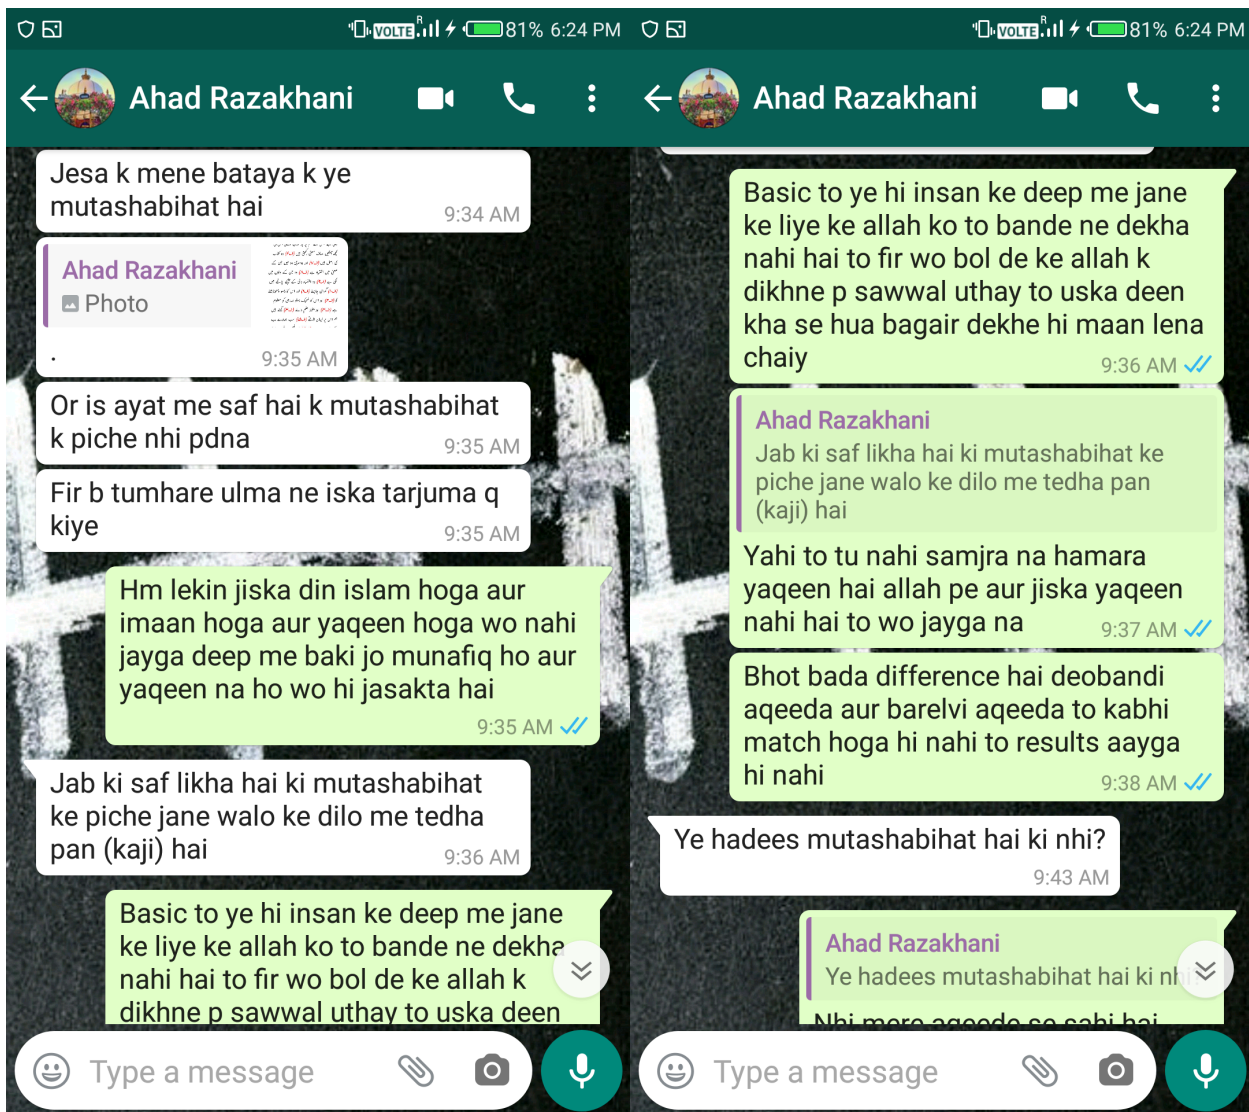 VOLTE R 81% 6:24 PM
Ahad Razakhani
Jesa k mene bataya k ye
mutashabihat hai
9:34 AM
Ahad Razakhani
Photo
.
9:35 AM
Or is ayat me saf hai k mutashabihat
k piche nhi pdna
9:35 AM
Fir b tumhare ulma ne iska tarjuma q
kiye
9:35 AM
Hm lekin jiska din islam hoga aur
imaan hoga aur yaqeen hoga wo nahi
jayga deep me baki jo munafiq ho aur
yaqeen na ho wo hi jasakta hai
9:35 AM
Jab ki saf likha hai ki mutashabihat
ke piche jane walo ke dilo me tedha
pan (kaji) hai
9:36 AM
Basic to ye hi insan ke deep me jane
ke liye ke allah ko to bande ne dekha
nahi hai to fir wo bol de ke allah k
dikhne p sawwal uthay to uska deen
Type a message
VOLTE R 81% 6:24 PM
Ahad Razakhani
Basic to ye hi insan ke deep me jane
ke liye ke allah ko to bande ne dekha
nahi hai to fir wo bol de ke allah k
dikhne p sawwal uthay to uska deen
kha se hua bagair dekhe hi maan lena
chaiy
9:36 AM
Ahad Razakhani
Jab ki saf likha hai ki mutashabihat ke
piche jane walo ke dilo me tedha pan
(kaji) hai
Yahi to tu nahi samjra na hamara
yaqeen hai allah pe aur jiska yaqeen
nahi hai to wo jayga na
9:37 AM
Bhot bada difference hai deobandi
aqeeda aur barelvi aqeeda to kabhi
match hoga hi nahi to results aayga
hi nahi
9:38 AM
Ye hadees mutashabihat hai ki nhi?
9:43 AM
Ahad Razakhani
Ye hadees mutashabihat hai ki nhi?
Nhi mere aqeede se sahi hai
Type a message